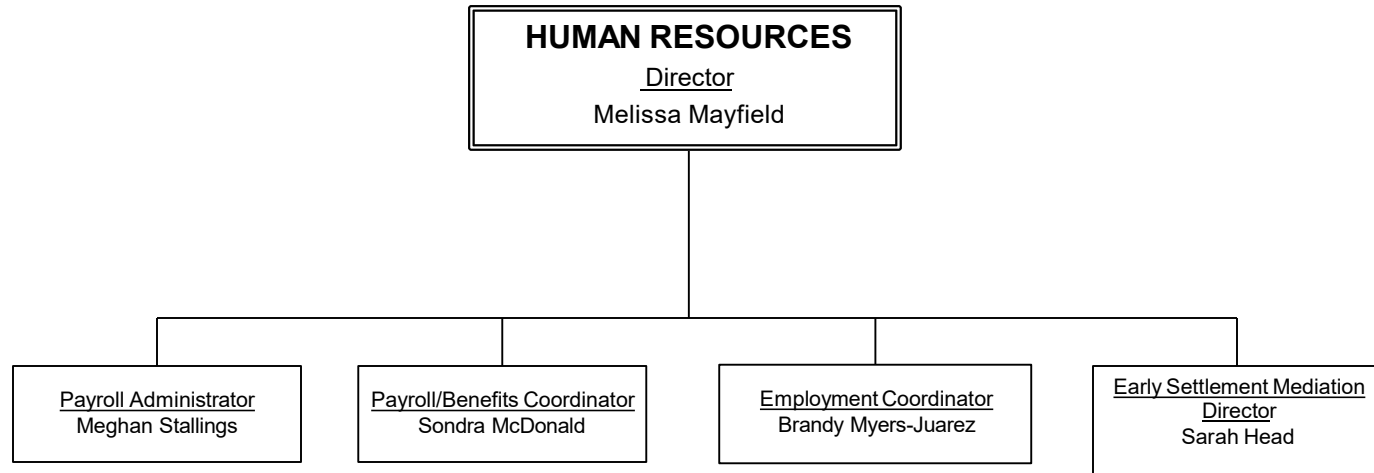 HUMAN RESOURCES
Director
Melissa Mayfield
Payroll Administrator
Meghan Stallings
Payroll/Benefits Coordinator
Sondra McDonald
Employment Coordinator
Brandy Myers-Juarez
Early Settlement Mediation
Director
Sarah Head